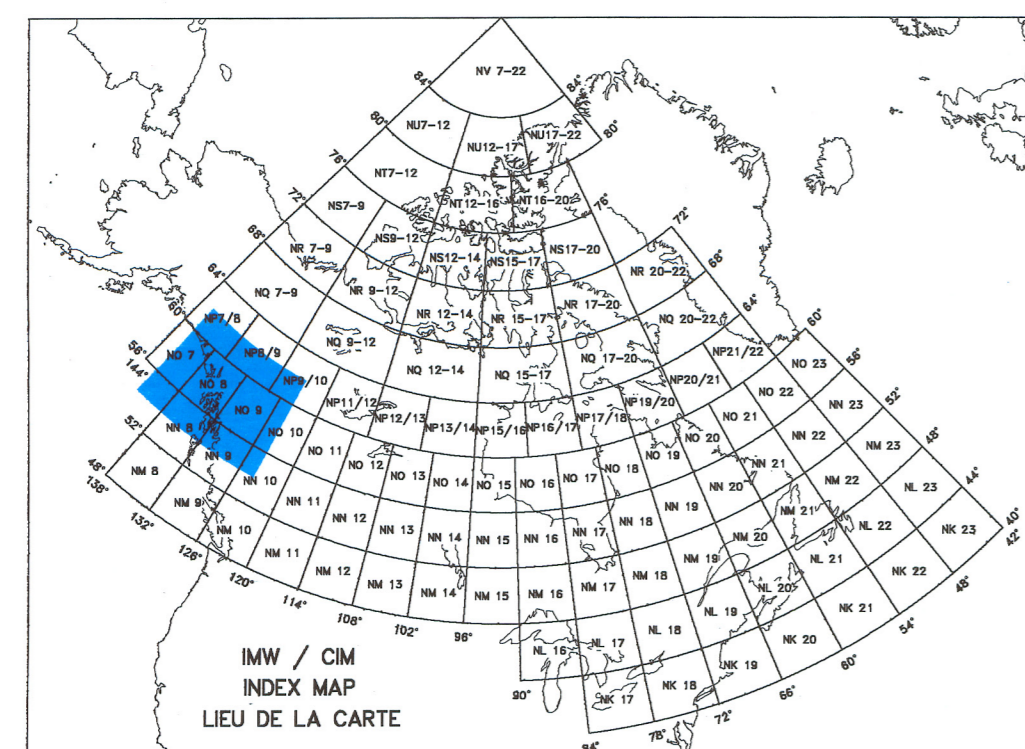 NV 7-22
84° 84°
NU7-12 NU12-17 NU17-22
80° 80°
NT7-12 NT12-16 NT16-20
76° 76°
NS7-9 NS9-12 NS12-14 NS15-17 NS17-20
72° 72°
NR 7-9 NR 9-12 NR 12-14 NR 15-17 NR 17-20 NR 20-22
68° 68°
NQ 7-9 NQ 9-12 NQ 12-14 NQ 15-17 NQ 17-20 NQ 20-22
64° 64°
NP7/8 NP8/9 NP9/10 NP11/12 NP12/13 NP13/14 NP15/16 NP16/17 NP17/18 NP19/20 NP20/21 NP21/22
60° 60°
NO 7 NO 8 NO 9 NO 10 NO 11 NO 12 NO 13 NO 14 NO 15 NO 16 NO 17 NO 18 NO 19 NO 20 NO 21 NO 22 NO 23
56° 56°
144°
NN 8 NN 9 NN 10 NN 11 NN 12 NN 13 NN 14 NN 15 NN 16 NN 17 NN 18 NN 19 NN 20 NN 21 NN 22 NN 23
52° 52°
NM 8 NM 9 NM 10 NM 11 NM 12 NM 13 NM 14 NM 15 NM 16 NM 17 NM 18 NM 19 NM 20 NM 21 NM 22 NM 23
48° 48°
NL 16 NL 17 NL 18 NL 19 NL 20 NL 21 NL 22 NL 23
44°
NK 17 NK 18 NK 19 NK 20 NK 21 NK 22 NK 23
40°
138° 132° 126° 120° 114° 108° 102° 96° 90° 84° 78° 72° 66° 60° 54° 48° 42°
IMW / CIM
INDEX MAP
LIEU DE LA CARTE